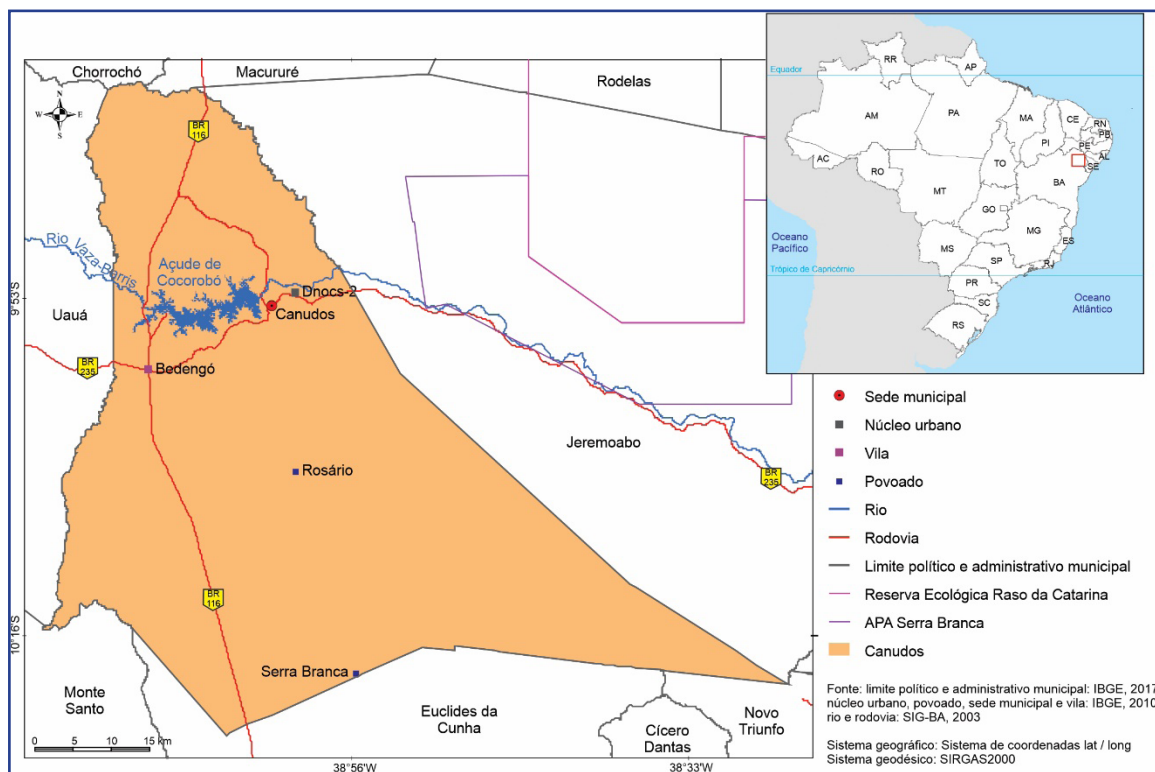 Chorrochó
Macururé
Rodelas
N
W E
S
BR
116
Rio Vaza-Barris
Açude de
Cocorobó
Dnocs-2
Canudos
Uauá
BR
235
Bedengó
Jeremoabo
Rosário
BR
235
BR
116
Serra Branca
Monte
Santo
Euclides da
Cunha
Cícero
Dantas
Novo
Triunfo
0 5 10 15 km
9°53'S
10°16'S
38°56'W
38°33'W
Equador
RR
AP
AM
PA
MA
CE
RN
PB
PI
PE
AL
SE
AC
RO
TO
BA
MT
GO
MG
ES
MS
SP
RJ
PR
SC
RS
Oceano
Pacífico
Trópico de Capricórnio
Oceano
Atlântico
Sede municipal
Núcleo urbano
Vila
Povoado
Rio
Rodovia
Limite político e administrativo municipal
Reserva Ecológica Raso da Catarina
APA Serra Branca
Canudos
Fonte: limite político e administrativo municipal: IBGE, 2017
núcleo urbano, povoado, sede municipal e vila: IBGE, 2010
rio e rodovia: SIG-BA, 2003
Sistema geográfico: Sistema de coordenadas lat / long
Sistema geodésico: SIRGAS2000